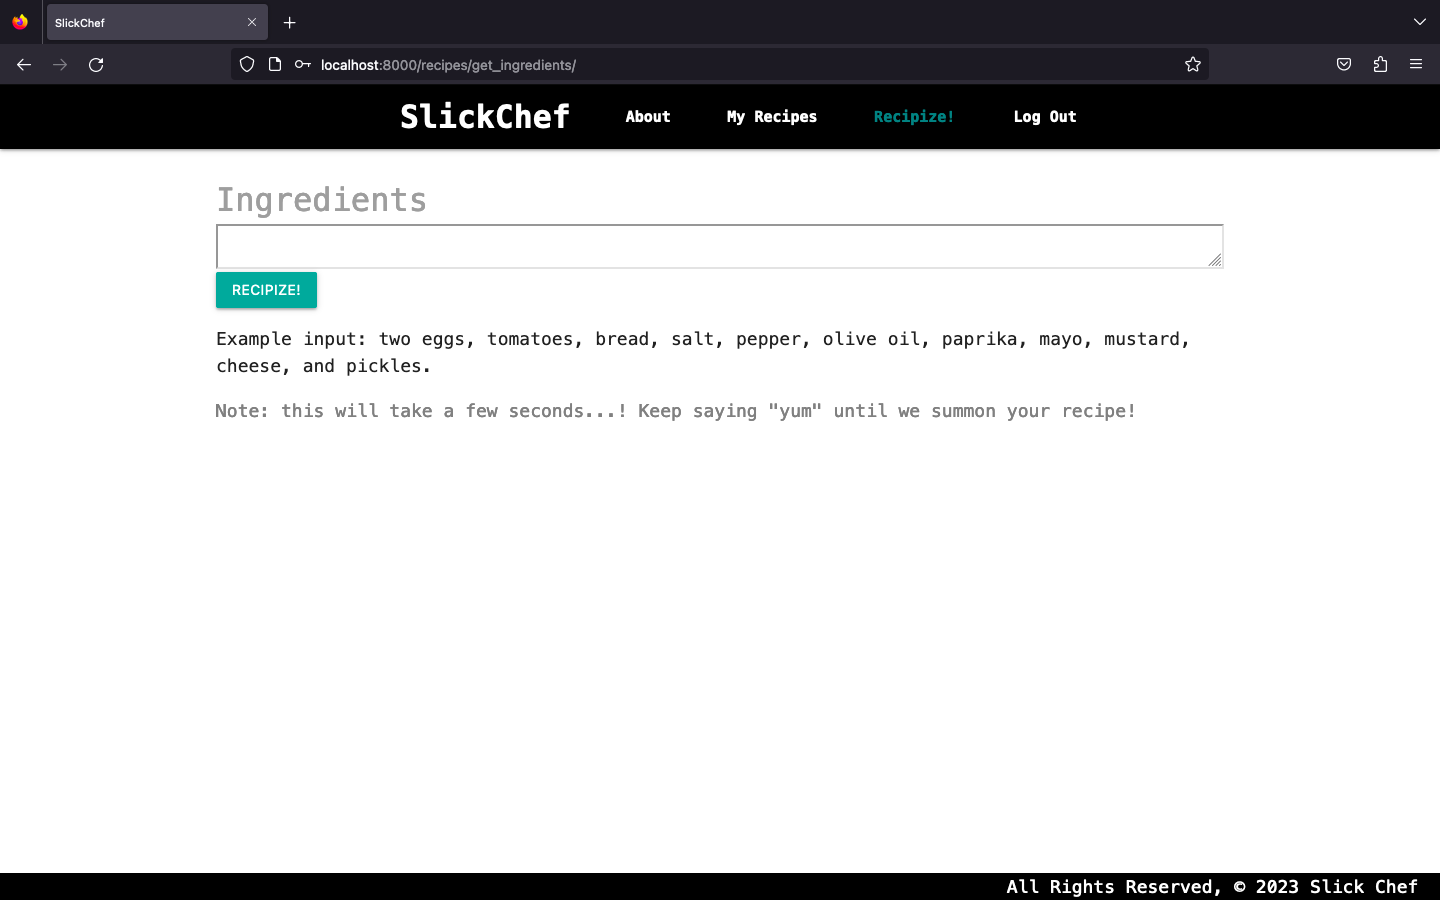 SlickChef
localhost:8000/recipes/get_ingredients/
SlickChef About My Recipes Recipize! Log Out
Ingredients
RECIPIZE!
Example input: two eggs, tomatoes, bread, salt, pepper, olive oil, paprika, mayo, mustard,
cheese, and pickles.
Note: this will take a few seconds...! Keep saying "yum" until we summon your recipe!
All Rights Reserved, © 2023 Slick Chef